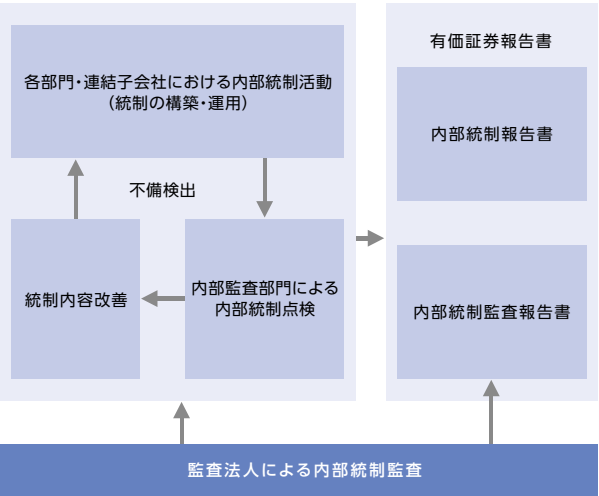 各部門・連結子会社における内部統制活動
（統制の構築・運用）
不備検出
統制内容改善
内部監査部門による
内部統制点検
有価証券報告書
内部統制報告書
内部統制監査報告書
監査法人による内部統制監査